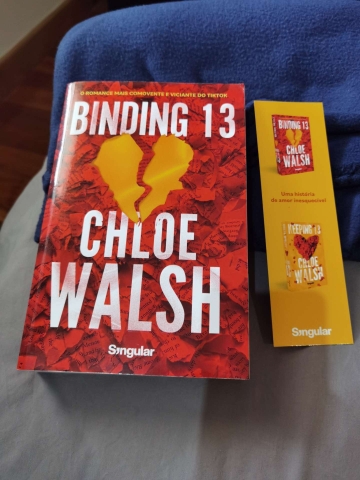 O ROMANCE MAIS COMOVENTE E VICIANTE DO TIKTOK
BINDING 13
CHLOE
WALSH
Singular
BINDING 13
CHLOE
WALSH
Uma história
de amor inesquecível
KEEPING 13
CHLOE
WALSH
Singular